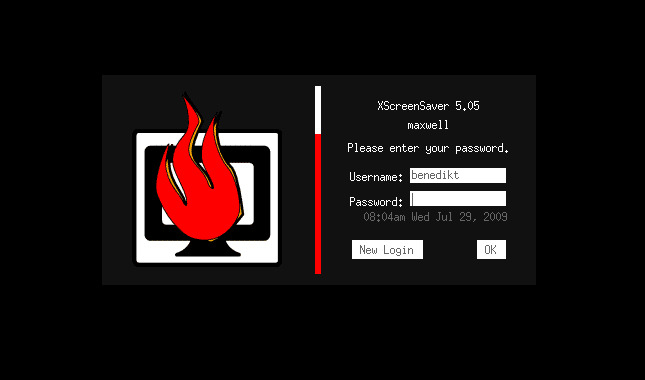 XScreenSaver 5.05
maxwell
Please enter your password.
Username: benedikt
Password:
08:04am Wed Jul 29, 2009
New Login OK